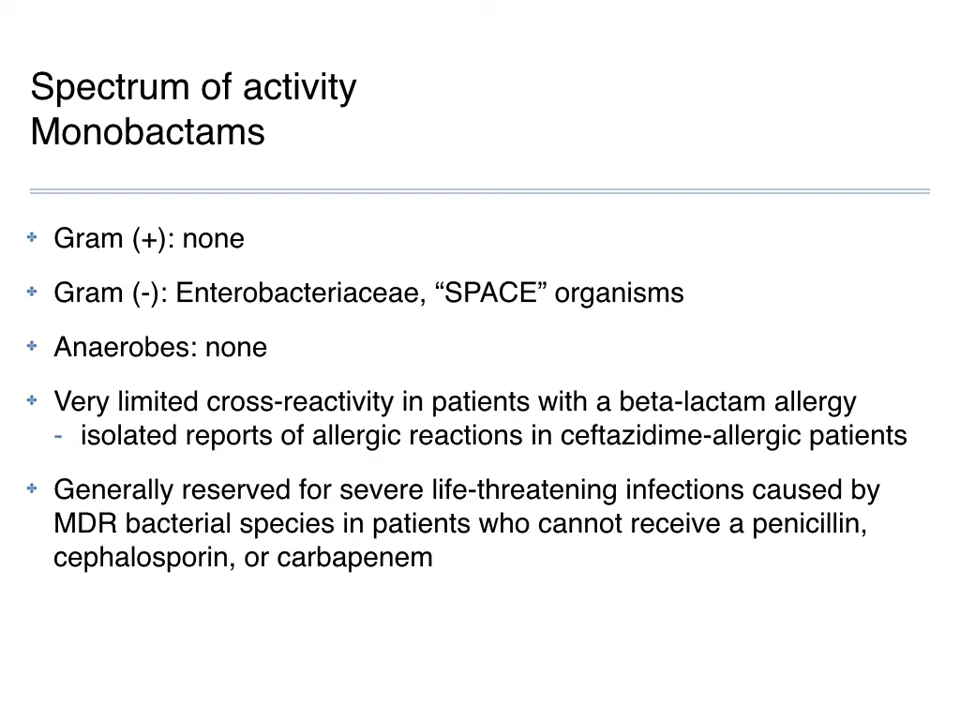 Spectrum of activity
Monobactams
Gram (+): none
Gram (-): Enterobacteriaceae, “SPACE” organisms
Anaerobes: none
Very limited cross-reactivity in patients with a beta-lactam allergy
- isolated reports of allergic reactions in ceftazidime-allergic patients
Generally reserved for severe life-threatening infections caused by
MDR bacterial species in patients who cannot receive a penicillin,
cephalosporin, or carbapenem